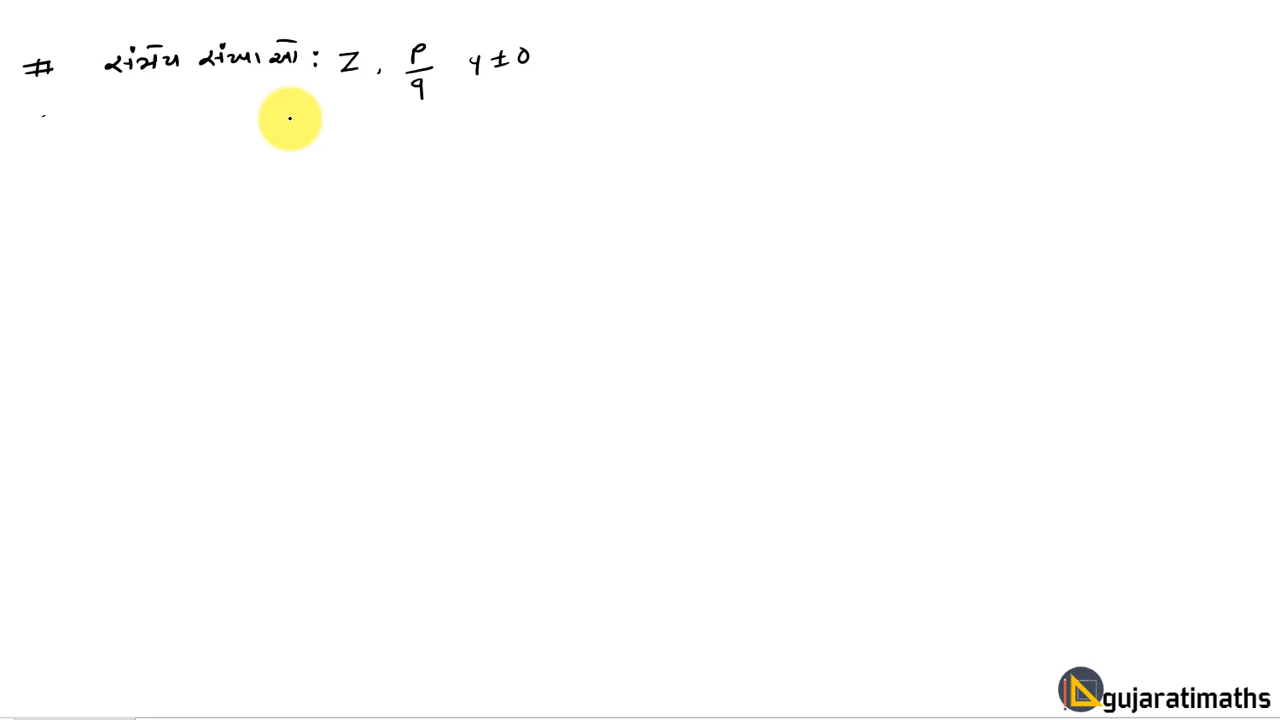 # સંમેય સંખ્યાઓ : Z , p/q q ± 0
gujaratimaths